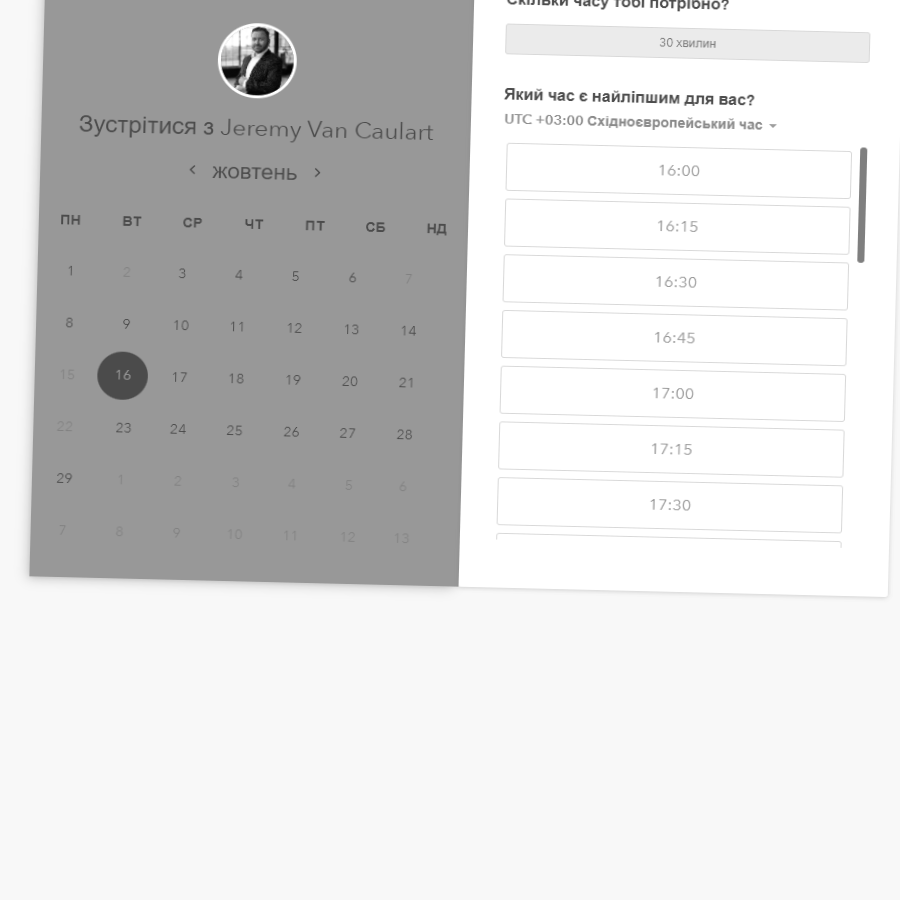 Зустрітися з Jeremy Van Caulart
жовтень
ПН ВТ СР ЧТ ПТ СБ НД
1 2 3 4 5 6 7
8 9 10 11 12 13 14
15 16 17 18 19 20 21
22 23 24 25 26 27 28
29 1 2 3 4 5 6
7 8 9 10 11 12 13
Скільки часу тобі потрібно?
30 хвилин
Який час є найліпшим для вас?
UTC +03:00 Східноєвропейський час
16:00
16:15
16:30
16:45
17:00
17:15
17:30